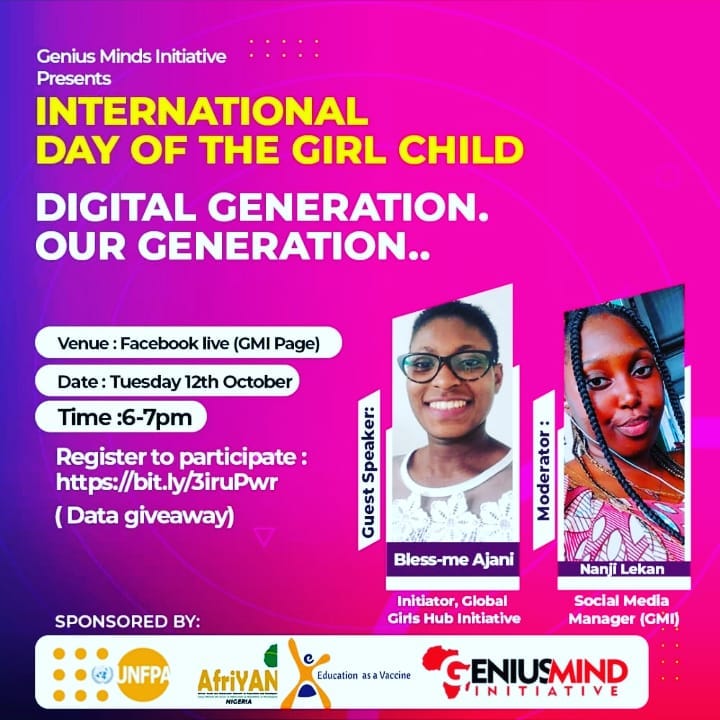 Genius Minds Initiative
Presents
INTERNATIONAL
DAY OF THE GIRL CHILD
DIGITAL GENERATION.
OUR GENERATION..
Venue : Facebook live (GMI Page)
Date : Tuesday 12th October
Time :6-7pm
Register to participate :
https://bit.ly/3iruPwr
( Data giveaway)
Guest Speaker:
Bless-me Ajani
Initiator, Global
Girls Hub Initiative
Moderator :
Nanji Lekan
Social Media
Manager (GMI)
SPONSORED BY:
UNFPA
AfriYAN
NIGERIA
e
Education as a Vaccine
GENIUSMIND
INITIATIVE